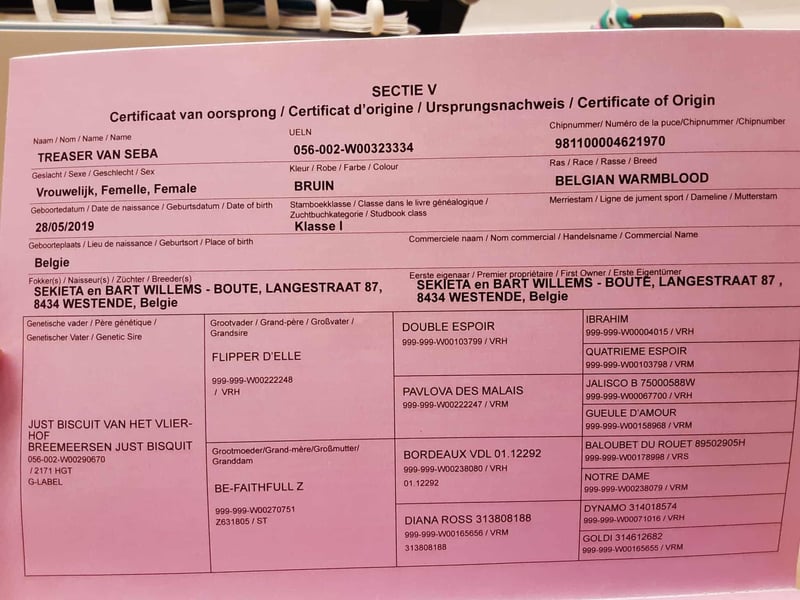 SECTIE V
Certificaat van oorsprong / Certificat d'origine / Ursprungsnachweis / Certificate of Origin
Naam / Nom / Name / Name
TREASER VAN SEBA
UELN
056-002-W00323334
Chipnummer/ Numéro de la puce/Chipnummer /Chipnumber
981100004621970
Geslacht / Sexe / Geschlecht / Sex
Vrouwelijk, Femelle, Female
Kleur / Robe / Farbe / Colour
BRUIN
Ras / Race / Rasse / Breed
BELGIAN WARMBLOOD
Geboortedatum / Date de naissance / Geburtsdatum / Date of birth
28/05/2019
Stamboekklasse / Classe dans le livre généalogique /
Zuchtbuchkategorie / Studbook class
Klasse I
Merriestam / Ligne de jument sport / Dameline / Mutterstam
Geboorteplaats / Lieu de naissance / Geburtsort / Place of birth
Belgie
Commerciele naam / Nom commercial / Handelsname / Commercial Name
Fokker(s) / Naisseur(s) / Züchter / Breeder(s)
SEKIETA en BART WILLEMS - BOUTE, LANGESTRAAT 87,
8434 WESTENDE, Belgie
Eerste eigenaar / Premier propriétaire / First Owner / Erste Eigentümer
SEKIETA en BART WILLEMS - BOUTE, LANGESTRAAT 87 ,
8434 WESTENDE, Belgie
Genetische vader / Père génétique /
Genetischer Vater / Genetic Sire
JUST BISCUIT VAN HET VLIER-
HOF
BREEMEERSEN JUST BISQUIT
056-002-W00290670
/ 2171 HGT
G-LABEL
Grootvader / Grand-père / Großvater /
Grandsire
FLIPPER D'ELLE
999-999-W00222248
/ VRH
Grootmoeder/Grand-mère/Großmutter/
Granddam
BE-FAITHFULL Z
999-999-W00270751
Z631805 / ST
DOUBLE ESPOIR
999-999-W00103799 / VRH
PAVLOVA DES MALAIS
999-999-W00222247 / VRM
BORDEAUX VDL 01.12292
999-999-W00238080 / VRH
01.12292
DIANA ROSS 313808188
999-999-W00165656 / VRM
313808188
IBRAHIM
999-999-W00004015 / VRH
QUATRIEME ESPOIR
999-999-W00103798 / VRM
JALISCO B 75000588W
999-999-W00067700 / VRH
GUEULE D'AMOUR
999-999-W00158968 / VRM
BALOUBET DU ROUET 89502905H
999-999-W00178998 / VRS
NOTRE DAME
999-999-W00238079 / VRM
DYNAMO 314018574
999-999-W00071016 / VRH
GOLDI 314612682
999-999-W00165655 / VRM